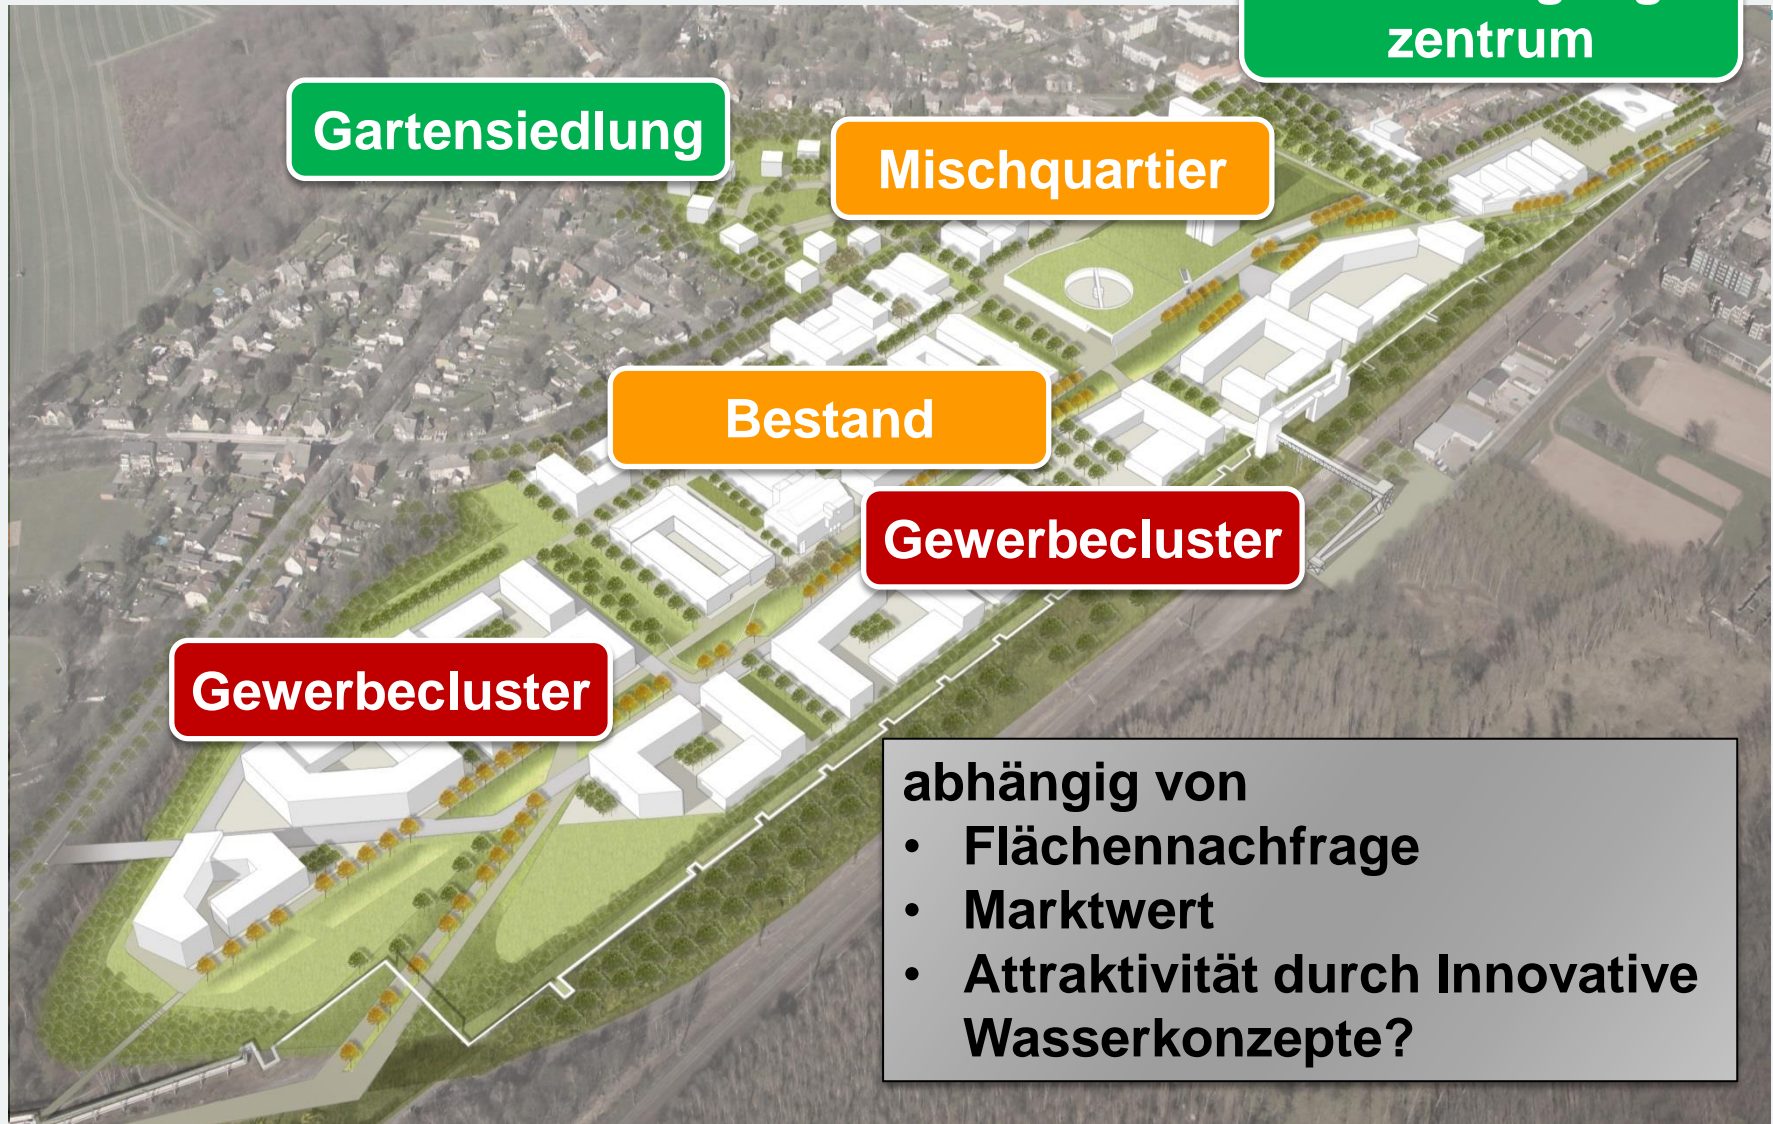 zentrum
Gartensiedlung
Mischquartier
Bestand
Gewerbecluster
Gewerbecluster
abhängig von
• Flächennachfrage
• Marktwert
• Attraktivität durch Innovative
Wasserkonzepte?